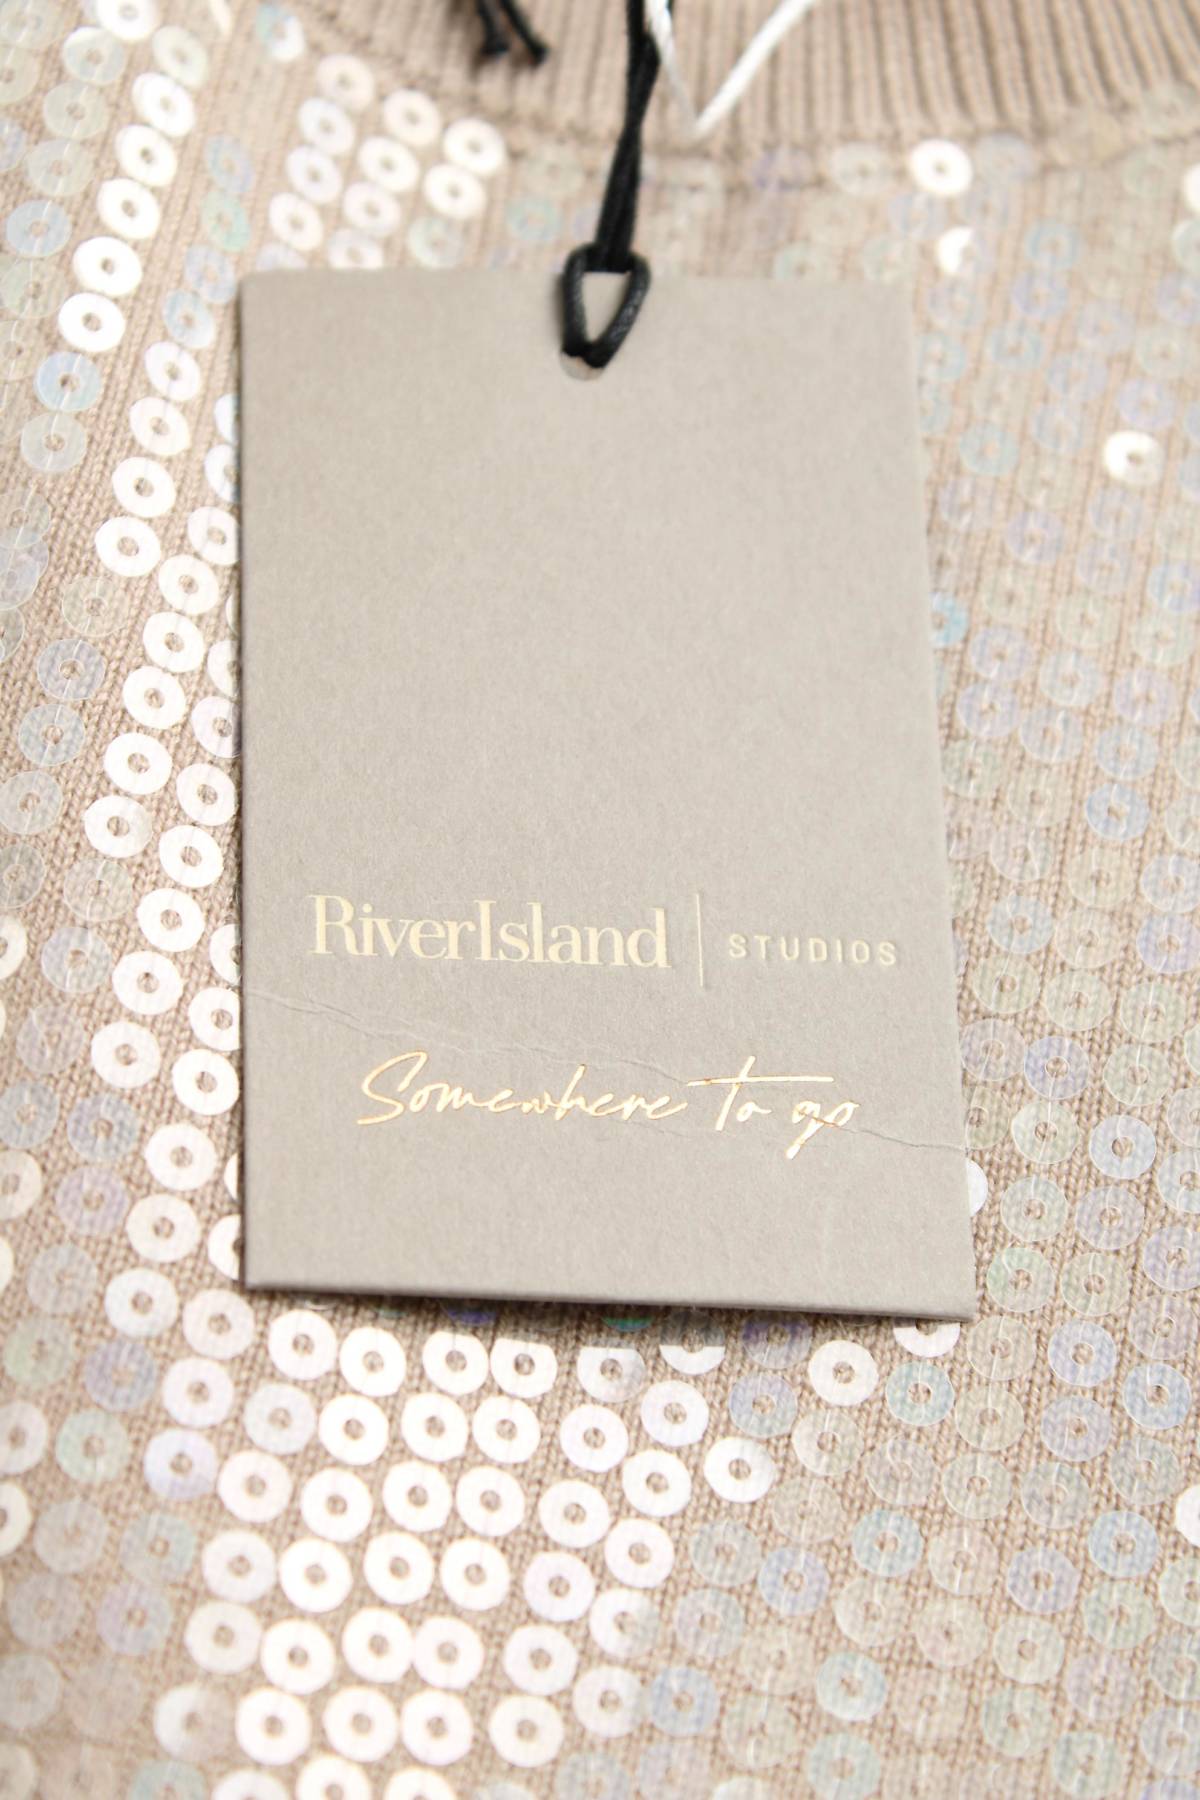 RiverIsland | STUDIOS
Somewhere to go